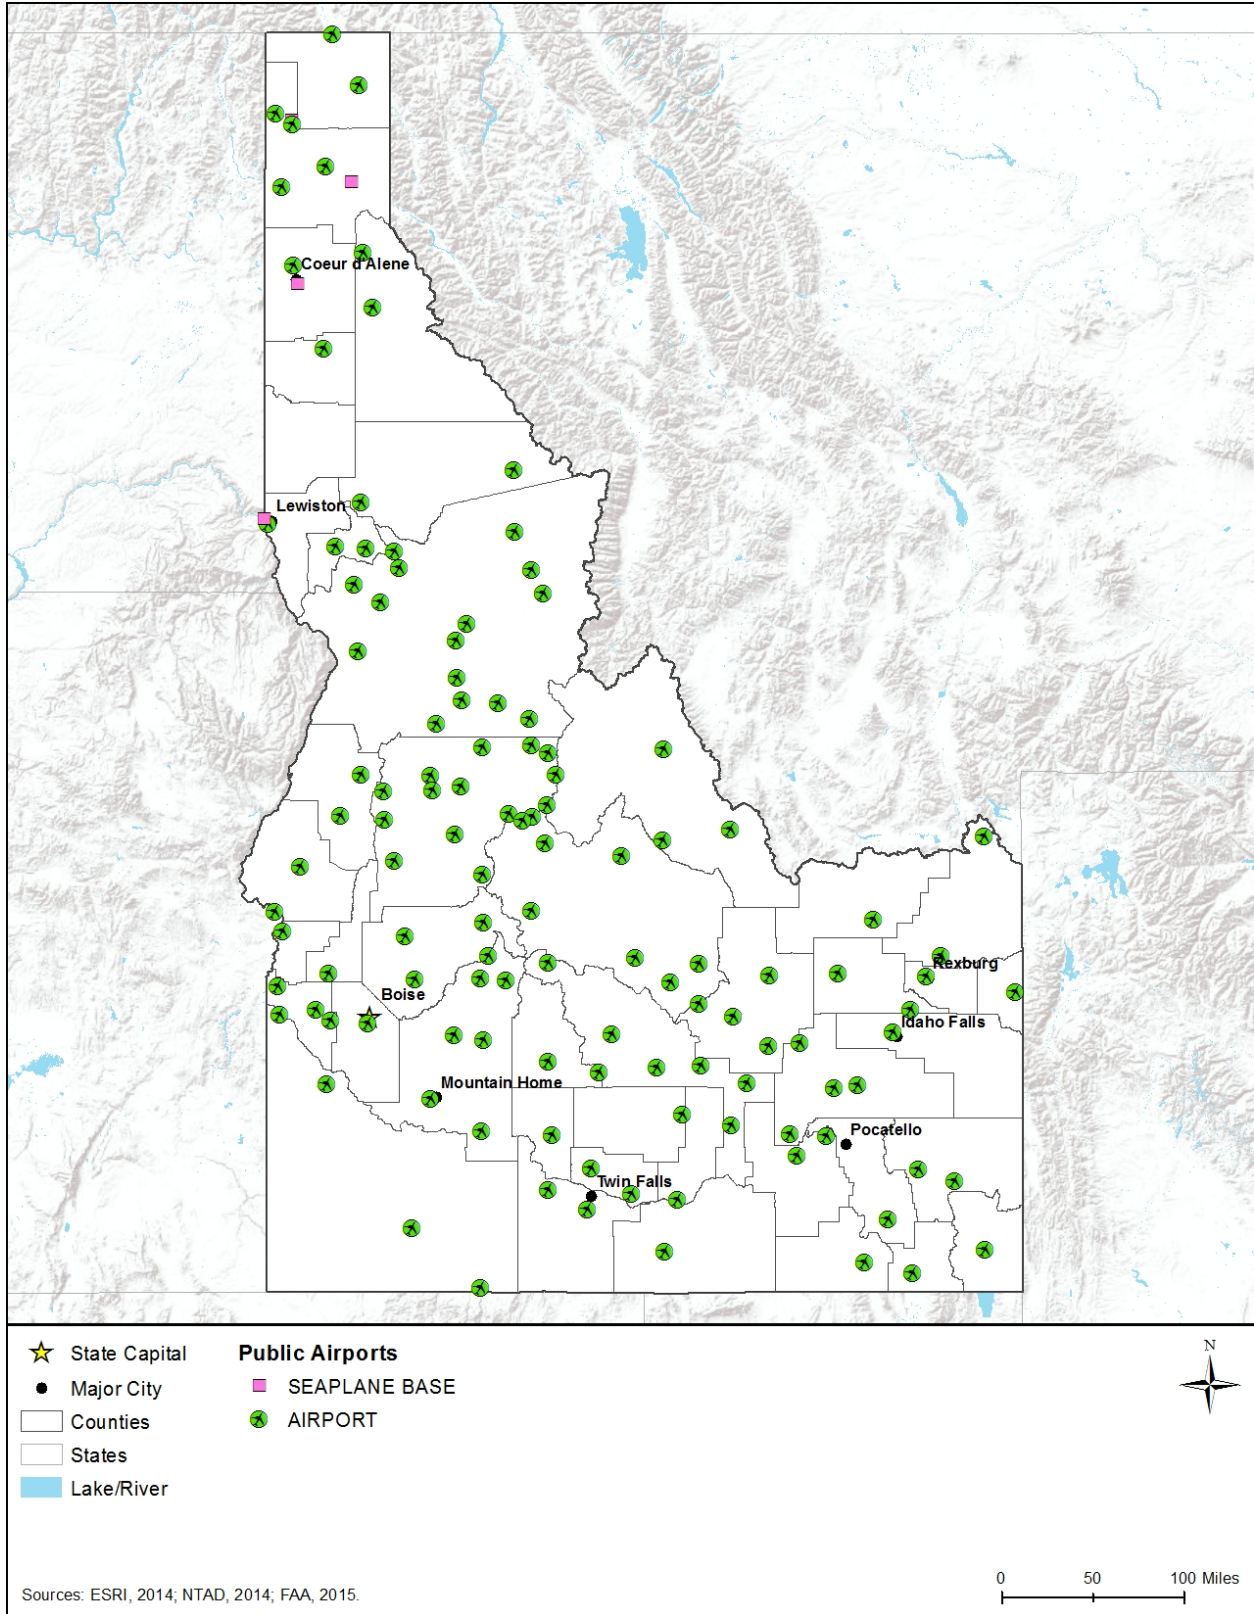 Coeur d'Alene
Lewiston
Rexburg
Boise
Idaho Falls
Mountain Home
Pocatello
Twin Falls
State Capital
Major City
Counties
States
Lake/River
Public Airports
SEAPLANE BASE
AIRPORT
N
0 50 100 Miles
Sources: ESRI, 2014; NTAD, 2014; FAA, 2015.